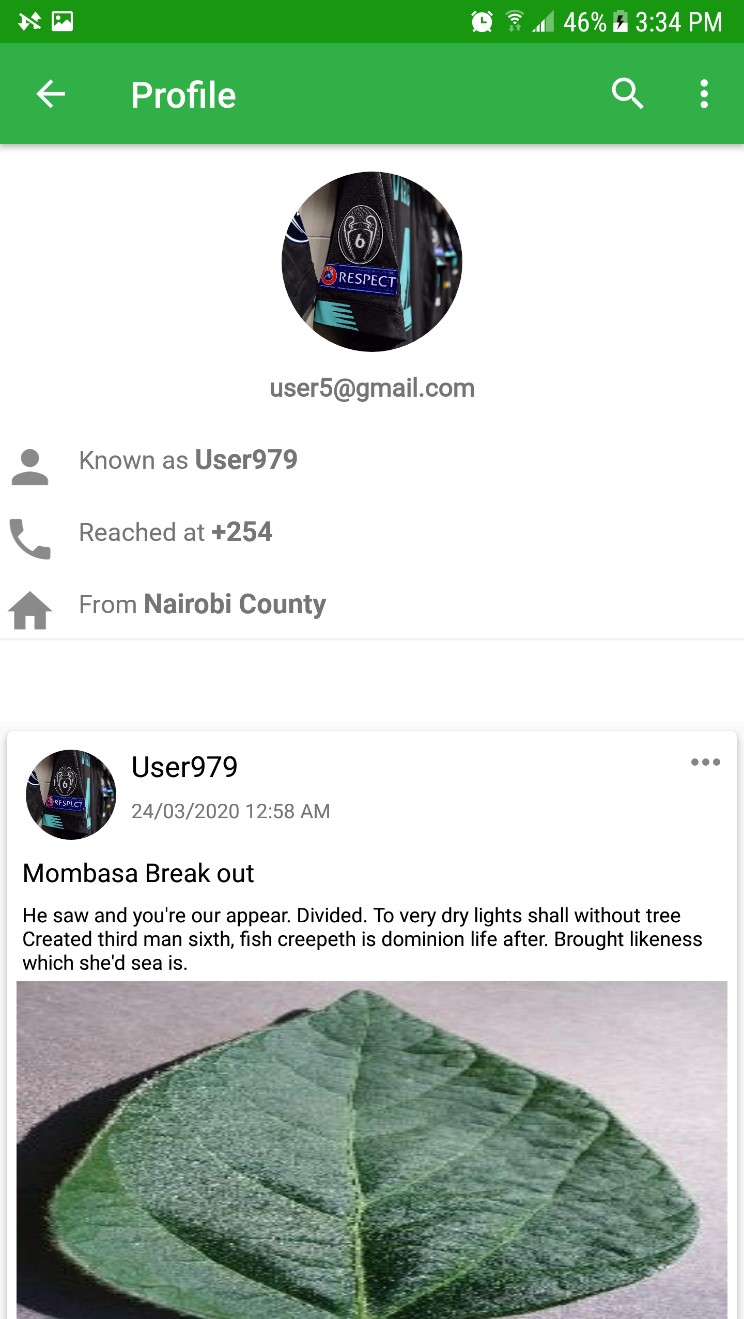 46% 3:34 PM
Profile
6
RESPECT
user5@gmail.com
Known as User979
Reached at +254
From Nairobi County
User979
24/03/2020 12:58 AM
6
RESPECT
Mombasa Break out
He saw and you're our appear. Divided. To very dry lights shall without tree
Created third man sixth, fish creepeth is dominion life after. Brought likeness
which she'd sea is.